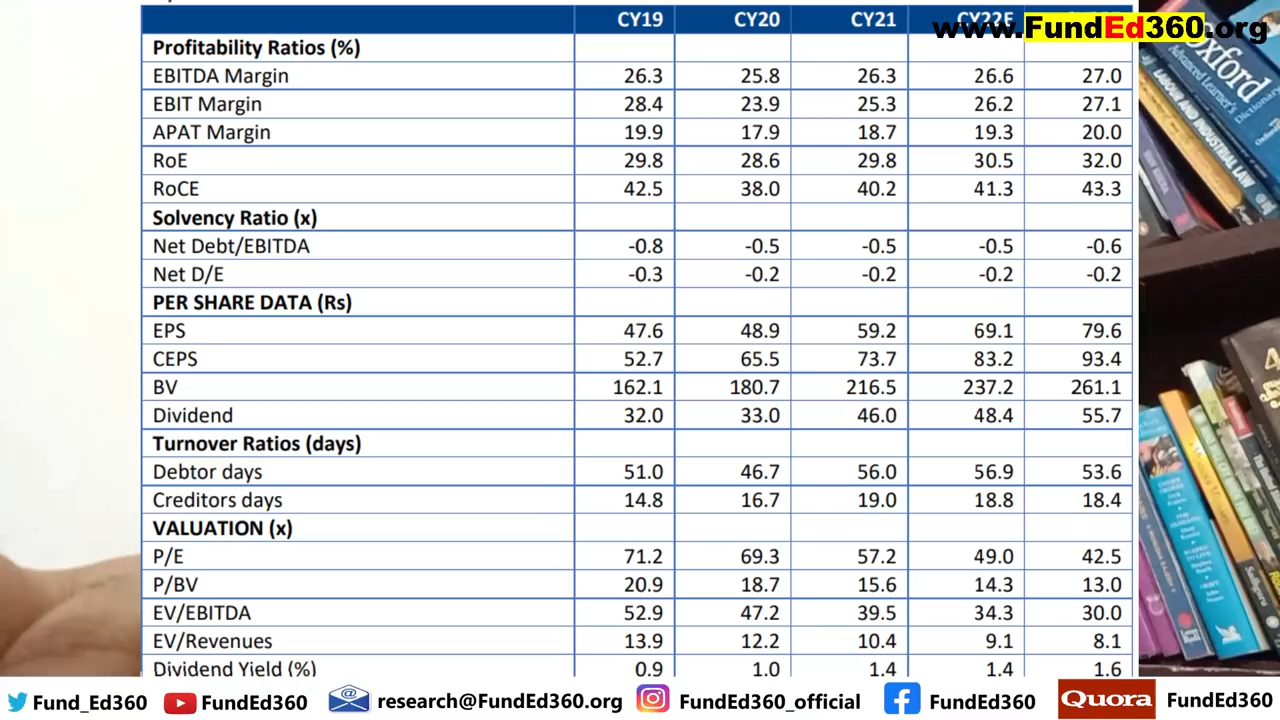 CY19 CY20 CY21 CY22E
www.FundEd360.org
Profitability Ratios (%)
EBITDA Margin 26.3 25.8 26.3 26.6 27.0
EBIT Margin 28.4 23.9 25.3 26.2 27.1
APAT Margin 19.9 17.9 18.7 19.3 20.0
RoE 29.8 28.6 29.8 30.5 32.0
RoCE 42.5 38.0 40.2 41.3 43.3
Solvency Ratio (x)
Net Debt/EBITDA -0.8 -0.5 -0.5 -0.5 -0.6
Net D/E -0.3 -0.2 -0.2 -0.2 -0.2
PER SHARE DATA (Rs)
EPS 47.6 48.9 59.2 69.1 79.6
CEPS 52.7 65.5 73.7 83.2 93.4
BV 162.1 180.7 216.5 237.2 261.1
Dividend 32.0 33.0 46.0 48.4 55.7
Turnover Ratios (days)
Debtor days 51.0 46.7 56.0 56.9 53.6
Creditors days 14.8 16.7 19.0 18.8 18.4
VALUATION (x)
P/E 71.2 69.3 57.2 49.0 42.5
P/BV 20.9 18.7 15.6 14.3 13.0
EV/EBITDA 52.9 47.2 39.5 34.3 30.0
EV/Revenues 13.9 12.2 10.4 9.1 8.1
Dividend Yield (%) 0.9 1.0 1.4 1.4 1.6
Oxford
Advanced Learner's
Dictionary
LABOUR AND INDUSTRIAL LAW
Sadhguru
Fund_Ed360 FundEd360 research@FundEd360.org FundEd360_official FundEd360 Quora FundEd360